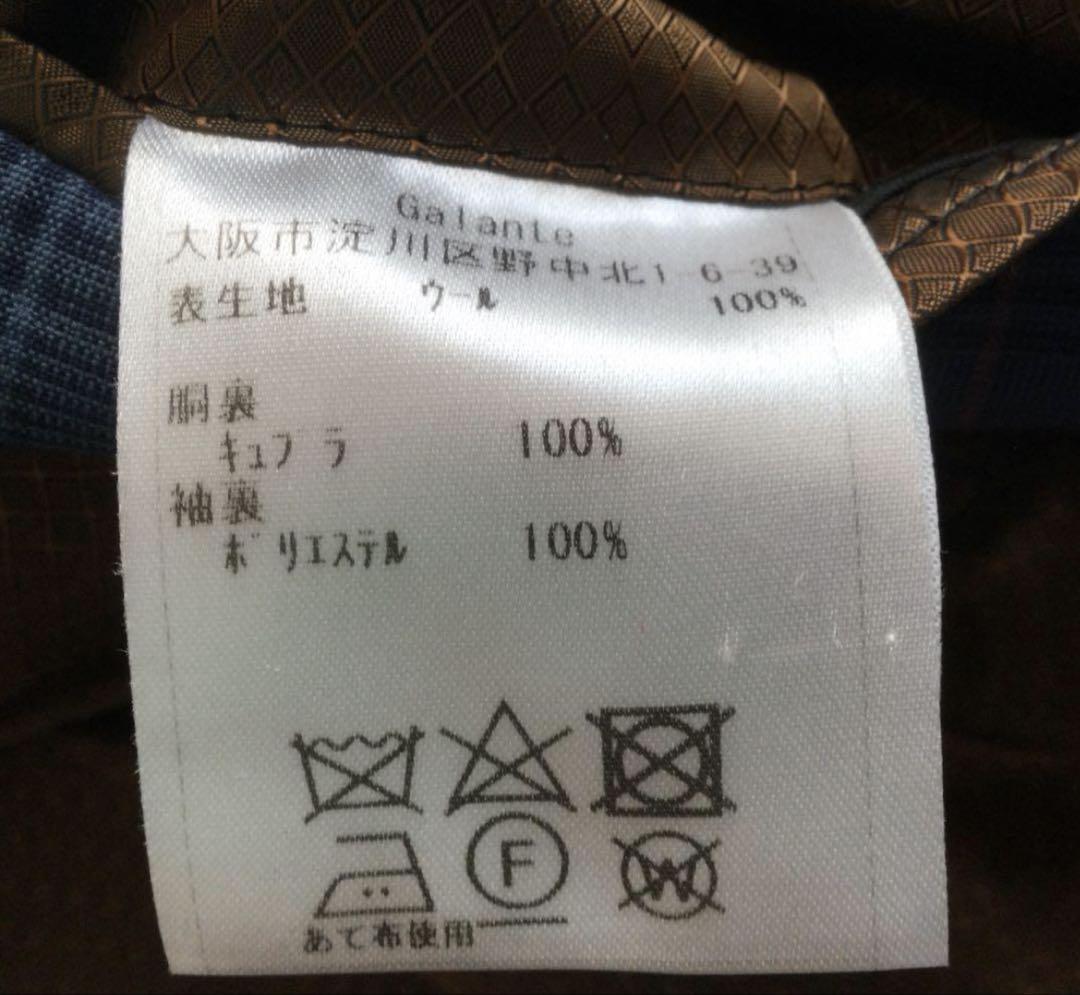 Galante
大阪市淀川区野中北1-6-39
表生地 ウール 100%
胴裏
キュプラ 100%
袖裏
ポリエステル 100%
F
W
あて布使用